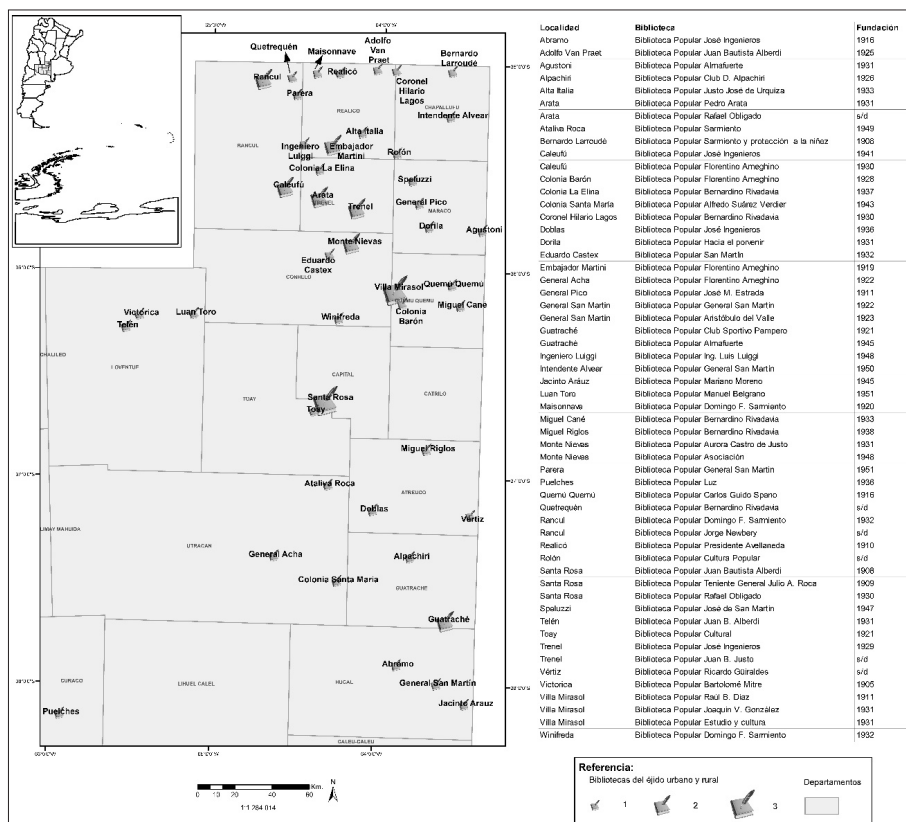 65°0'0"W
64°0'0"W
Quetrequén
Maisonnave
Adolfo
Van
Praet
Bernardo
Larroudé
Rancul
Realicó
Coronel
Hilario
Lagos
Parera
REALICO
CHAPALLUFU
Intendente Alvear
Alta Italia
RANCUL
Ingeniero
Luiggi
Embajador
Martini
Rolón
Colonia La Elina
Caleufú
Speluzzi
Arata
TRENEL
Trenel
General Pico
MARACO
Dorila
Agustoni
Monte Nievas
Eduardo
Castex
CONHELO
Villa Mirasol
Quemú Quemú
QUEMU QUEMU
Miguel Cané
Colonia
Barón
Victórica
Telén
Luan Toro
Winifreda
CHALILEO
LOVENTUE
TOAY
CAPITAL
CATRILO
Santa Rosa
Toay
Miguel Riglos
Ataliva Roca
ATREUCO
Doblas
Vértiz
LIMAY MAHUIDA
UTRACAN
General Acha
Alpachiri
Colonia Santa María
GUATRACHE
Guatraché
Abramo
General San Martín
CURACO
LIHUEL CALEL
HUCAL
Jacinto Arauz
Puelches
CALEU-CALEU
0 10 20 40 60 Km.
N
1:1.284.014
Localidad Biblioteca Fundación
Abramo Biblioteca Popular José Ingenieros 1916
Adolfo Van Praet Biblioteca Popular Juan Bautista Alberdi 1925
Agustoni Biblioteca Popular Almafuerte 1931
Alpachiri Biblioteca Popular Club D. Alpachiri 1926
Alta Italia Biblioteca Popular Justo José de Urquiza 1933
Arata Biblioteca Popular Pedro Arata 1931
Arata Biblioteca Popular Rafael Obligado s/d
Ataliva Roca Biblioteca Popular Sarmiento 1949
Bernardo Larroudé Biblioteca Popular Sarmiento y protección a la niñez 1908
Caleufú Biblioteca Popular José Ingenieros 1941
Caleufú Biblioteca Popular Florentino Ameghino 1930
Colonia Barón Biblioteca Popular Florentino Ameghino 1928
Colonia La Elina Biblioteca Popular Bernardino Rivadavia 1937
Colonia Santa María Biblioteca Popular Alfredo Suárez Verdier 1943
Coronel Hilario Lagos Biblioteca Popular Bernardino Rivadavia 1930
Doblas Biblioteca Popular José Ingenieros 1936
Dorila Biblioteca Popular Hacia el porvenir 1931
Eduardo Castex Biblioteca Popular San Martín 1932
Embajador Martini Biblioteca Popular Florentino Ameghino 1919
General Acha Biblioteca Popular Florentino Ameghino 1922
General Pico Biblioteca Popular José M. Estrada 1911
General San Martín Biblioteca Popular General San Martín 1922
General San Martín Biblioteca Popular Aristóbulo del Valle 1923
Guatraché Biblioteca Popular Club Sportivo Pampero 1921
Guatraché Biblioteca Popular Almafuerte 1945
Ingeniero Luiggi Biblioteca Popular Ing. Luis Luiggi 1948
Intendente Alvear Biblioteca Popular General San Martín 1950
Jacinto Aráuz Biblioteca Popular Mariano Moreno 1945
Luan Toro Biblioteca Popular Manuel Belgrano 1951
Maisonnave Biblioteca Popular Domingo F. Sarmiento 1920
Miguel Cané Biblioteca Popular Bernardino Rivadavia 1933
Miguel Riglos Biblioteca Popular Bernardino Rivadavia 1938
Monte Nievas Biblioteca Popular Aurora Castro de Justo 1931
Monte Nievas Biblioteca Popular Asociación 1948
Parera Biblioteca Popular General San Martín 1951
Puelches Biblioteca Popular Luz 1936
Quemú Quemú Biblioteca Popular Carlos Guido Spano 1916
Quetrequén Biblioteca Popular Bernardino Rivadavia s/d
Rancul Biblioteca Popular Domingo F. Sarmiento 1932
Rancul Biblioteca Popular Jorge Newbery s/d
Realicó Biblioteca Popular Presidente Avellaneda 1910
Rolón Biblioteca Popular Cultura Popular s/d
Santa Rosa Biblioteca Popular Juan Bautista Alberdi 1908
Santa Rosa Biblioteca Popular Teniente General Julio A. Roca 1909
Santa Rosa Biblioteca Popular Rafael Obligado 1930
Speluzzi Biblioteca Popular José de San Martín 1947
Telén Biblioteca Popular Juan B. Alberdi 1931
Toay Biblioteca Popular Cultural 1921
Trenel Biblioteca Popular José Ingenieros 1929
Trenel Biblioteca Popular Juan B. Justo s/d
Vértiz Biblioteca Popular Ricardo Güiraldes s/d
Victorica Biblioteca Popular Bartolomé Mitre 1905
Villa Mirasol Biblioteca Popular Raúl B. Díaz 1911
Villa Mirasol Biblioteca Popular Joaquín V. González 1931
Villa Mirasol Biblioteca Popular Estudio y cultura 1931
Winifreda Biblioteca Popular Domingo F. Sarmiento 1932
Referencia:
Bibliotecas del éjido urbano y rural
Departamentos
1 2 3